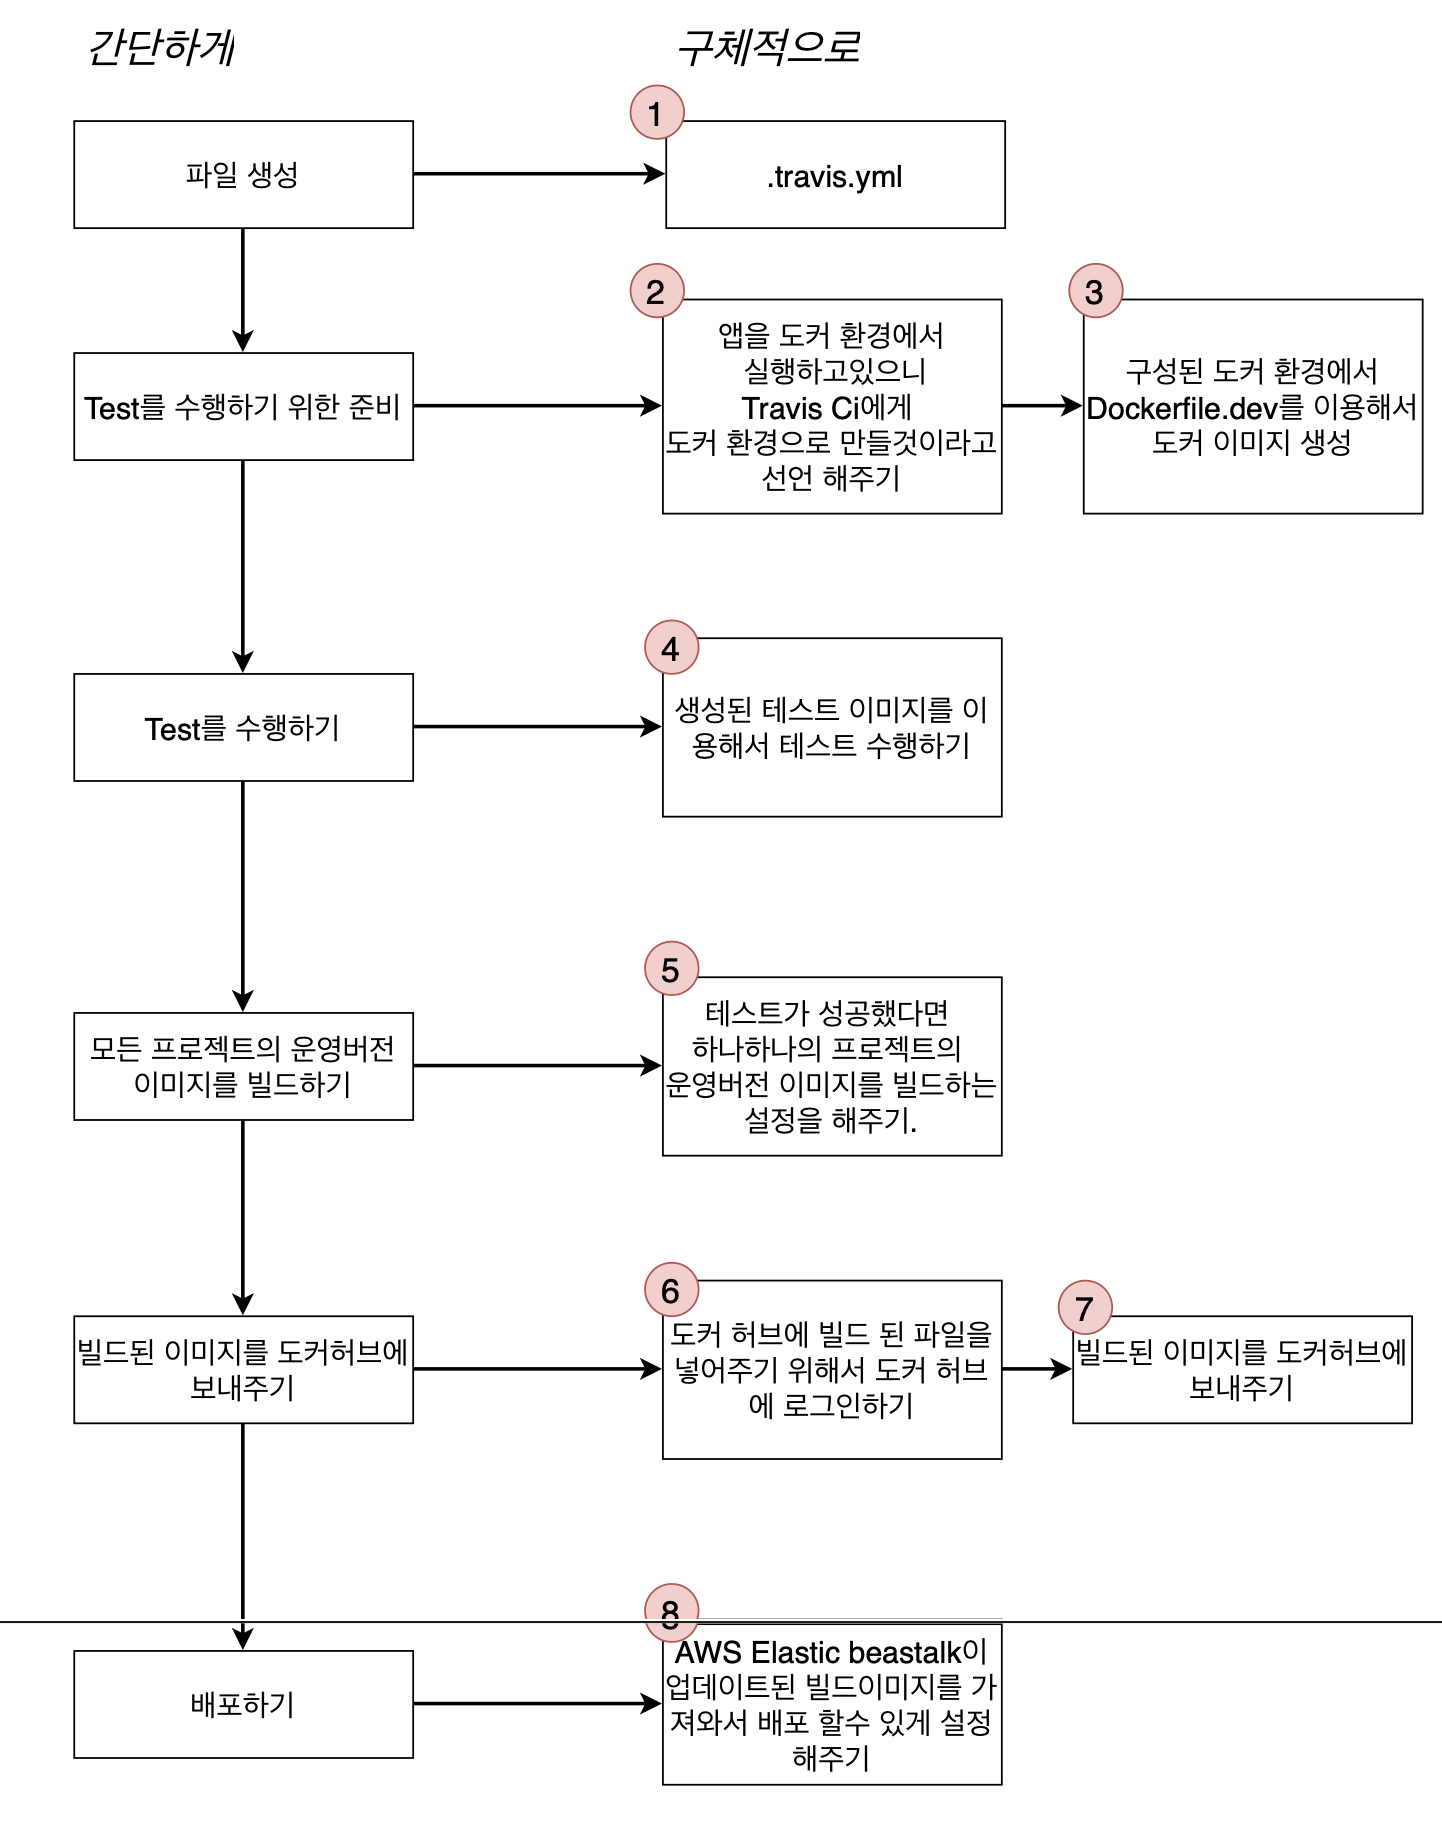 간단하게
구체적으로
1
파일 생성
.travis.yml
2
3
Test를 수행하기 위한 준비
앱을 도커 환경에서
실행하고있으니
Travis Ci에게
도커 환경으로 만들것이라고
선언 해주기
구성된 도커 환경에서
Dockerfile.dev를 이용해서
도커 이미지 생성
4
Test를 수행하기
생성된 테스트 이미지를 이
용해서 테스트 수행하기
5
모든 프로젝트의 운영버전
이미지를 빌드하기
테스트가 성공했다면
하나하나의 프로젝트의
운영버전 이미지를 빌드하는
설정을 해주기.
6
7
빌드된 이미지를 도커허브에
보내주기
도커 허브에 빌드 된 파일을
넣어주기 위해서 도커 허브
에 로그인하기
빌드된 이미지를 도커허브에
보내주기
8
배포하기
AWS Elastic beastalk이
업데이트된 빌드이미지를 가
져와서 배포 할수 있게 설정
해주기